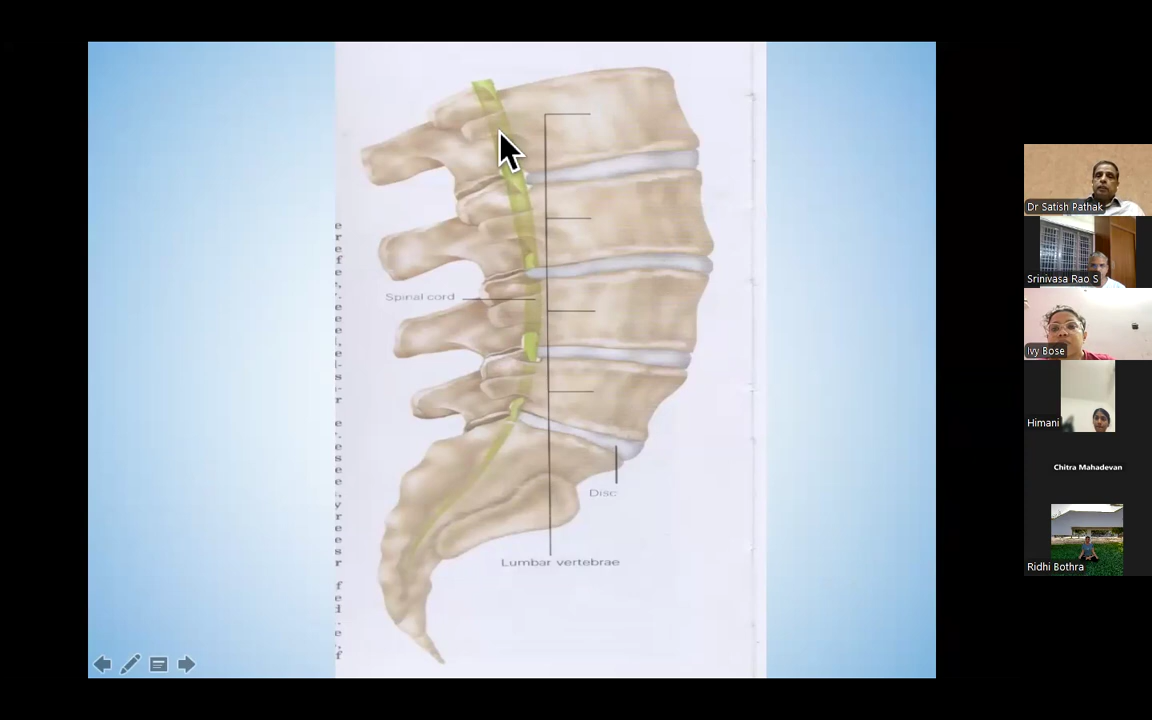 Spinal cord
Disc
Lumbar vertebrae
Dr Satish Pathak
Srinivasa Rao S
Ivy Bose
Himani
Chitra Mahadevan
Ridhi Bothra